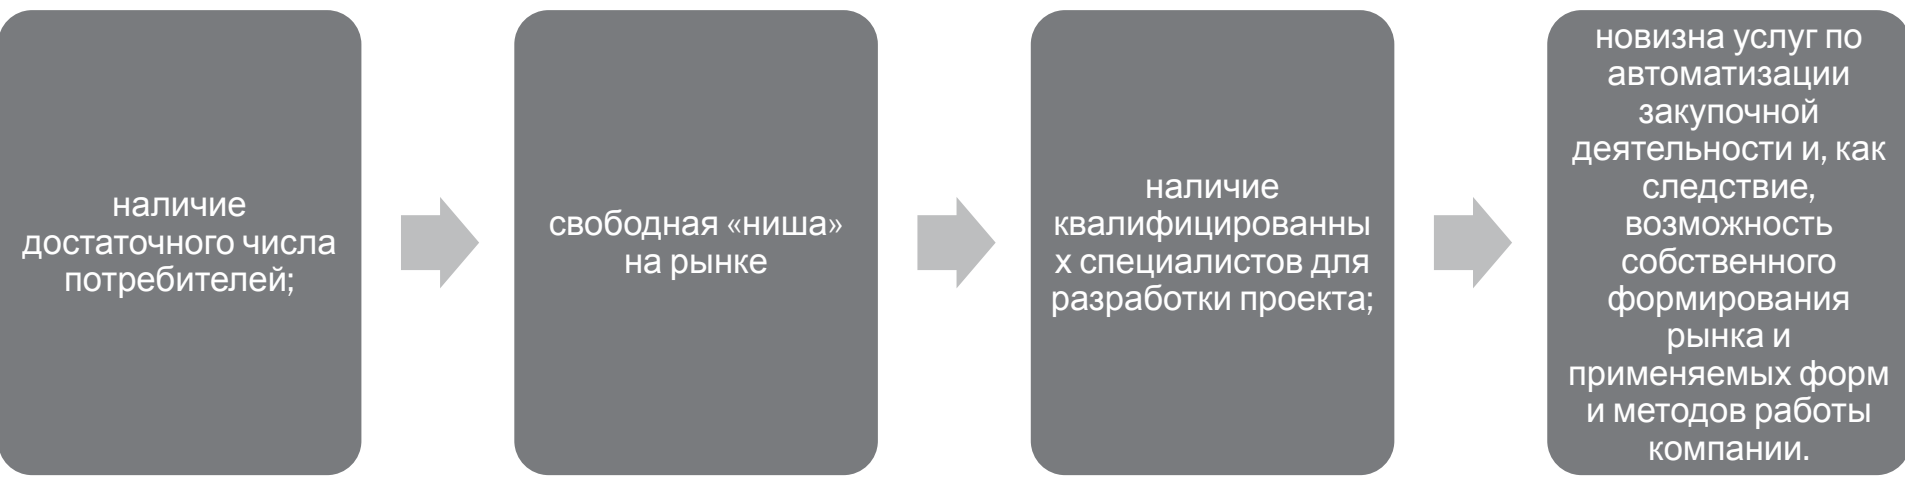 наличие
достаточного числа
потребителей;
свободная «ниша»
на рынке
наличие
квалифицированны
х специалистов для
разработки проекта;
новизна услуг по
автоматизации
закупочной
деятельности и, как
следствие,
возможность
собственного
формирования
рынка и
применяемых форм
и методов работы
компании.